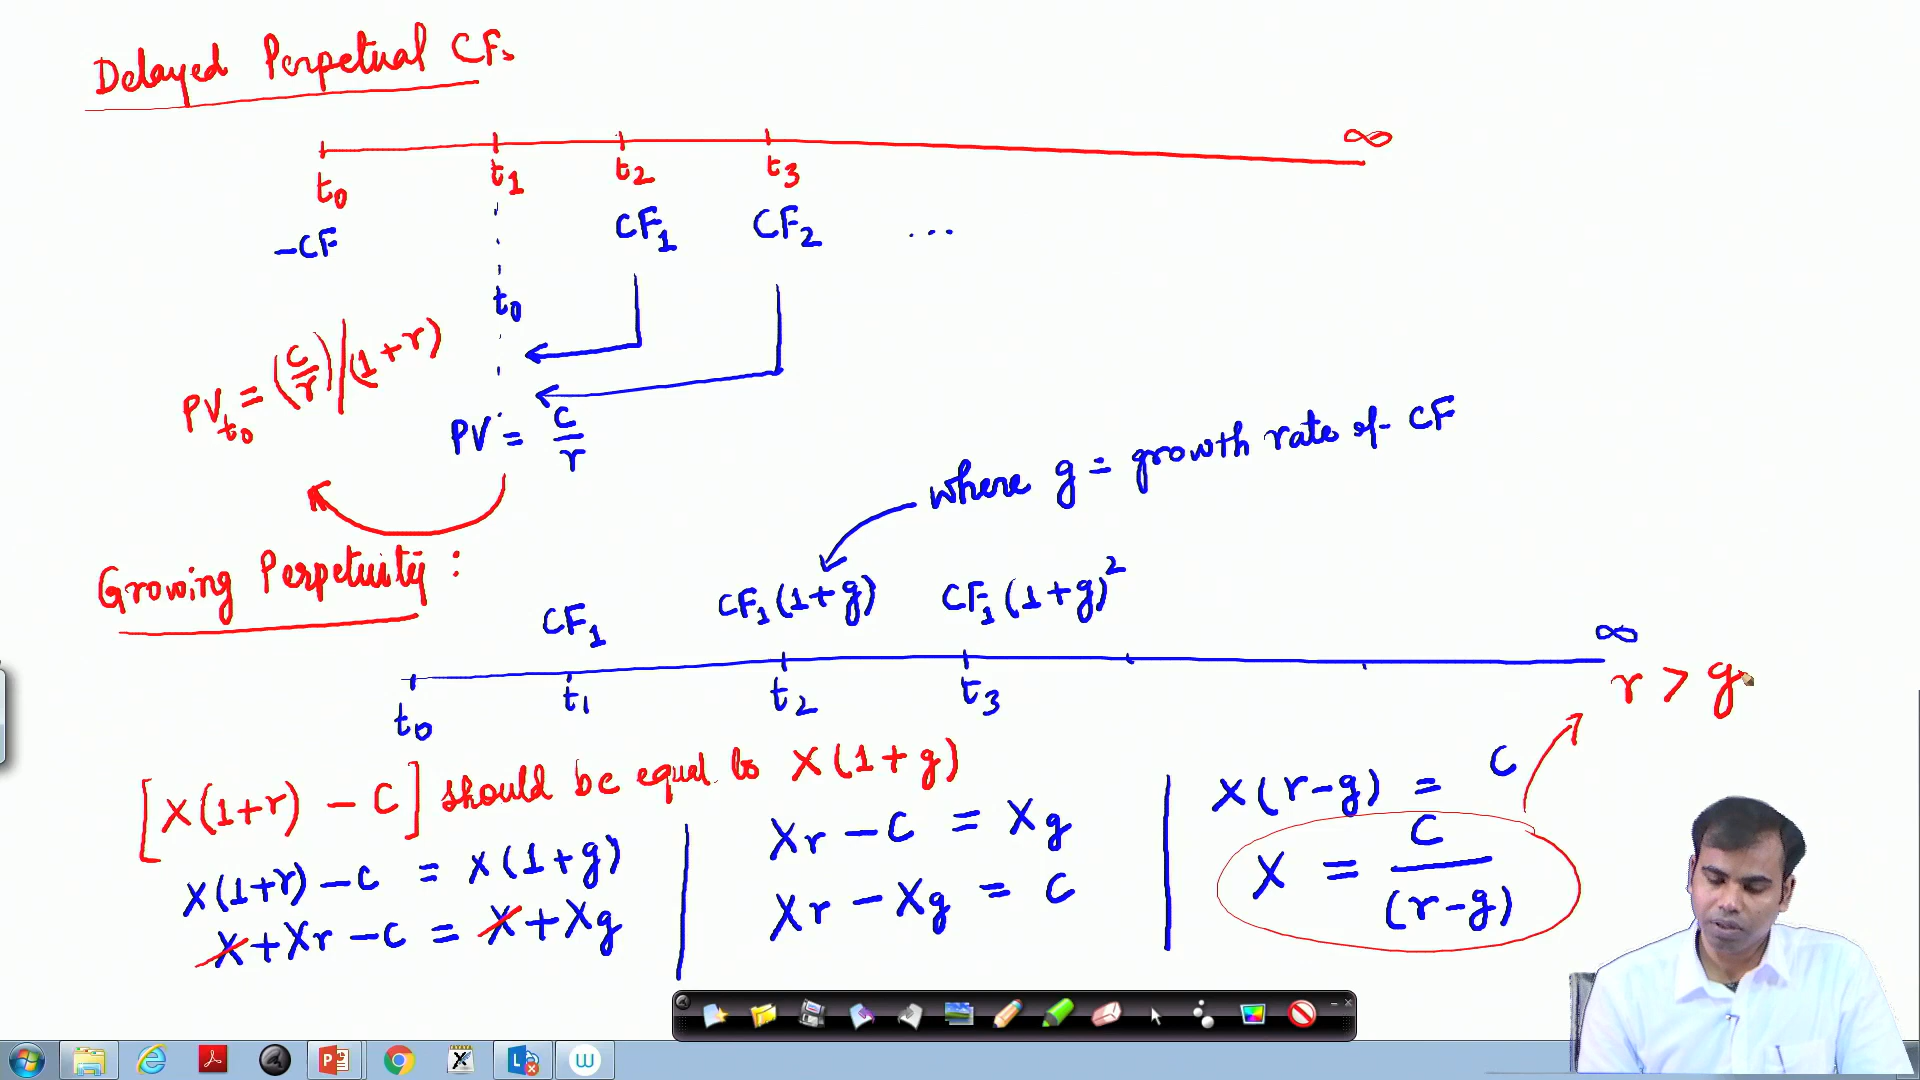 Delayed Perpetual CFs
∞
t0 t1 t2 t3
-CF CF1 CF2 ...
t0
PVt0 = (C/r)/(1+r)
PV = C/r
where g = growth rate of CF
Growing Perpetuity :
CF1 CF1(1+g) CF1(1+g)^2
∞
t0 t1 t2 t3
r > g
[X(1+r) - C] should be equal to X(1+g)
X(1+r) - C = X(1+g)
X + Xr - C = X + Xg
Xr - C = Xg
Xr - Xg = C
X(r-g) = C
X = C/(r-g)